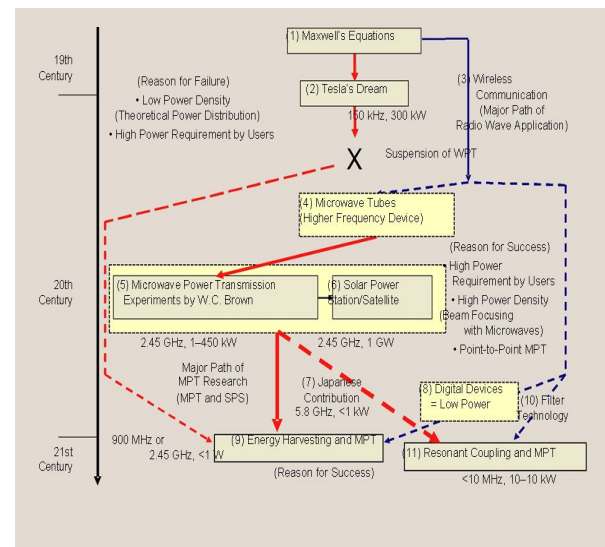 19th
Century
(1) Maxwell's Equations
(Reason for Failure)
• Low Power Density
(Theoretical Power Distribution)
• High Power Requirement by Users
(2) Tesla's Dream
150 kHz, 300 kW
(3) Wireless
Communication
(Major Path of
Radio Wave Application)
X
Suspension of WPT
(4) Microwave Tubes
(Higher Frequency Device)
20th
Century
(5) Microwave Power Transmission
Experiments by W.C. Brown
(6) Solar Power
Station/Satellite
(Reason for Success)
• High Power
Requirement by Users
• High Power Density
(Beam Focusing
with Microwaves)
• Point-to-Point MPT
2.45 GHz, 1–450 kW
2.45 GHz, 1 GW
Major Path of
MPT Research
(MPT and SPS)
(7) Japanese
Contribution
5.8 GHz, <1 kW
(8) Digital Devices
= Low Power
(10) Filter
Technology
21st
Century
900 MHz or
2.45 GHz, <1 W
(9) Energy Harvesting and MPT
(Reason for Success)
(11) Resonant Coupling and MPT
<10 MHz, 10–10 kW